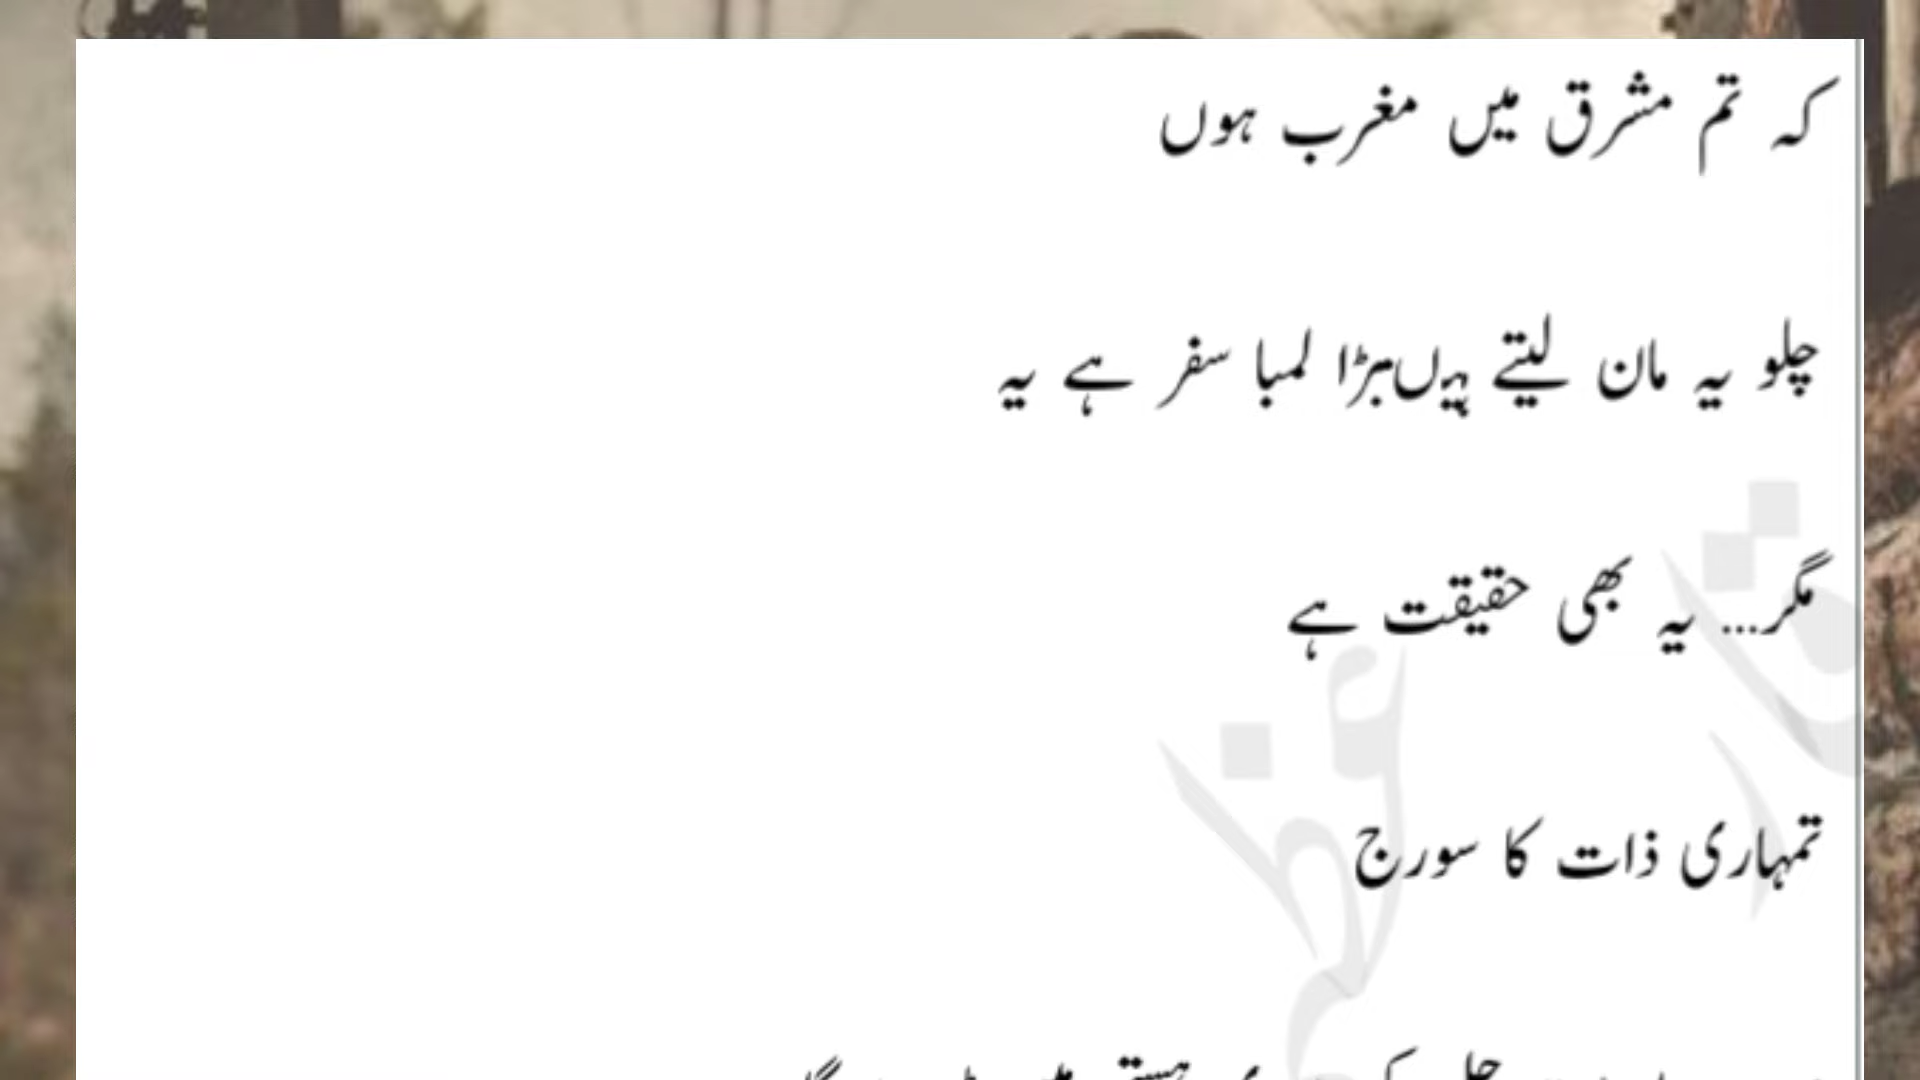 کہ تم مشرق میں مغرب ہوں
چلو یہ مان لیتے ہیں بڑا لمبا سفر ہے یہ
مگر... یہ بھی حقیقت ہے
تمہاری ذات کا سورج